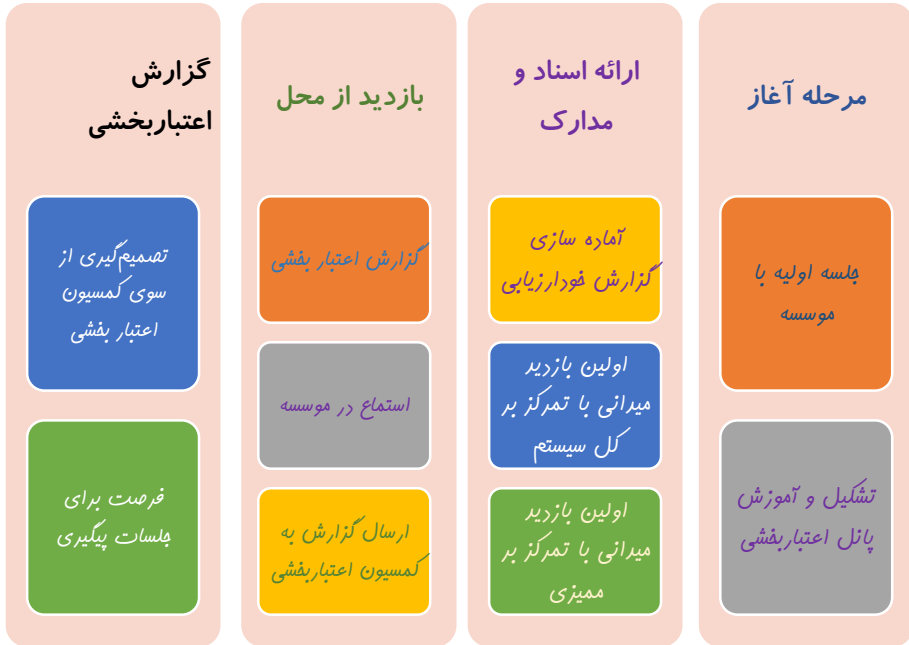 مرحله آغاز
جلسه اولیه با
موسسه
تشکیل و آموزش
پانل اعتباربخشی
ارائه اسناد و
مدارک
آماده سازی
گزارش خودارزیابی
اولین بازدید
میدانی با تمرکز بر
کل سیستم
اولین بازدید
میدانی با تمرکز بر
ممیزی
بازدید از محل
گزارش اعتبار بخشی
استماع در موسسه
ارسال گزارش به
کمسیون اعتباربخشی
گزارش
اعتباربخشی
تصمیم‌گیری از
سوی کمسیون
اعتبار بخشی
فرصت برای
جلسات پیگیری